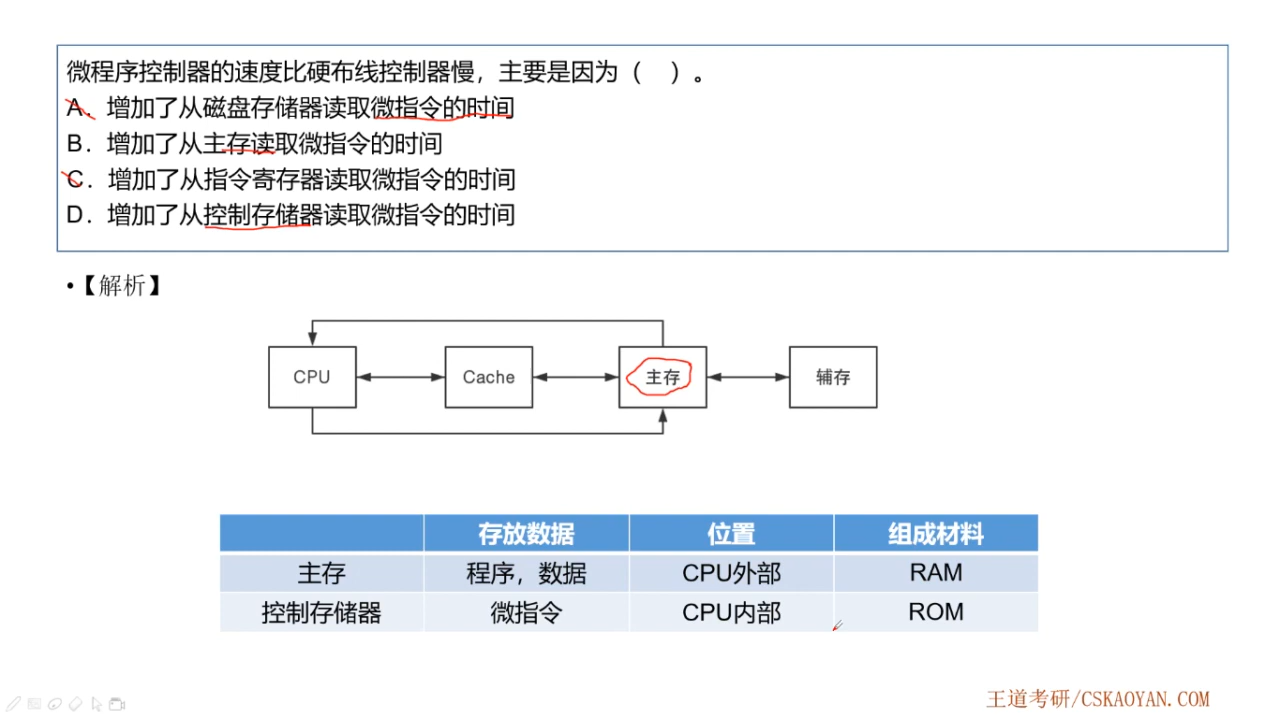 微程序控制器的速度比硬布线控制器慢，主要是因为（　）。
A．增加了从磁盘存储器读取微指令的时间
B．增加了从主存读取微指令的时间
C．增加了从指令寄存器读取微指令的时间
D．增加了从控制存储器读取微指令的时间
•【解析】
CPU Cache 主存 辅存
存放数据 位置 组成材料
主存 程序，数据 CPU外部 RAM
控制存储器 微指令 CPU内部 ROM
王道考研/CSKAOYAN.COM